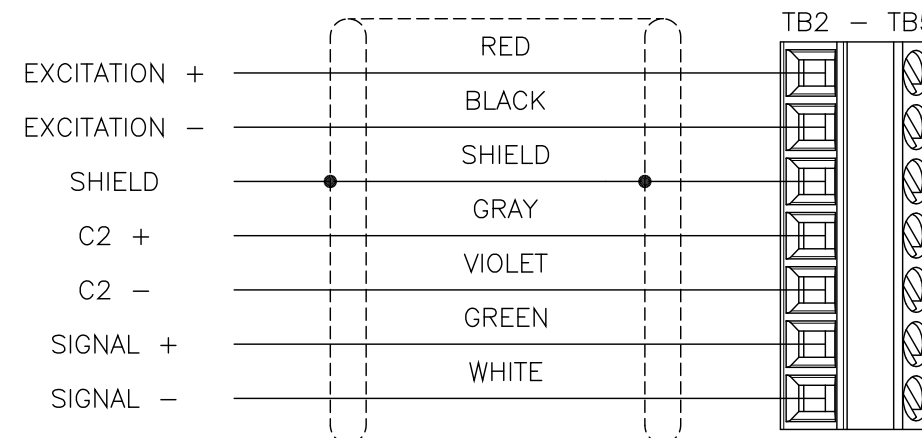 TB2 - TB5
RED
EXCITATION +
BLACK
EXCITATION -
SHIELD
SHIELD
GRAY
C2 +
VIOLET
C2 -
GREEN
SIGNAL +
WHITE
SIGNAL -